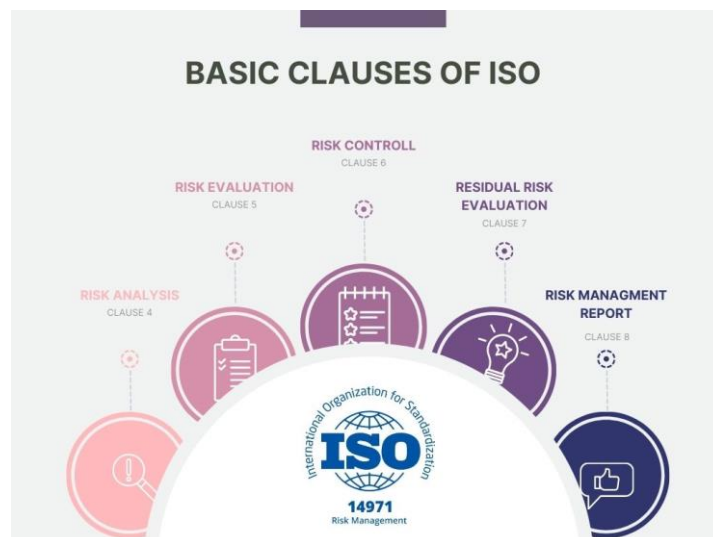 BASIC CLAUSES OF ISO
RISK CONTROLL
CLAUSE 6
RISK EVALUATION
CLAUSE 5
RESIDUAL RISK
EVALUATION
CLAUSE 7
RISK ANALYSIS
CLAUSE 4
RISK MANAGMENT
REPORT
CLAUSE 8
International Organization for Standardization
ISO
14971
Risk Management